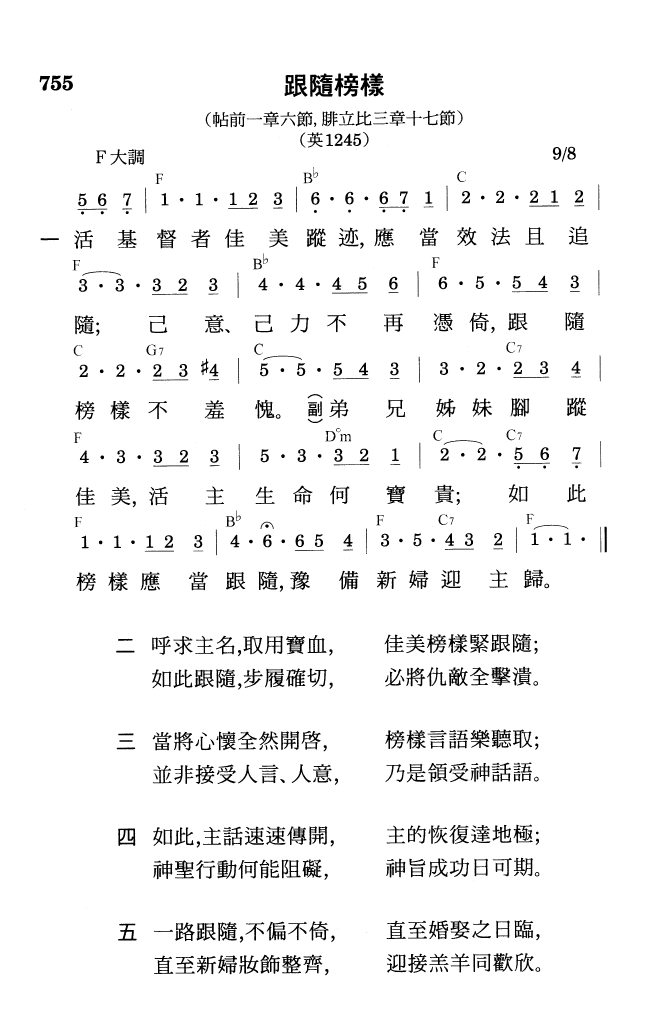 755
跟隨榜樣
（帖前一章六節, 腓立比三章十七節）
（英1245）
F 大調 9/8
F B♭ C
5 6 7 | 1 · 1 · 1 2 3 | 6 · 6 · 6 7 1 | 2 · 2 · 2 1 2 |
一 活 基 督 者 佳 美 蹤 迹, 應 當 效 法 且 追
F B♭ F
3 · 3 · 3 2 3 | 4 · 4 · 4 5 6 | 6 · 5 · 5 4 3 |
隨; 己 意、己 力 不 再 憑 倚, 跟 隨
C G7 C C7
2 · 2 · 2 3 ♯4 | 5 · 5 · 5 4 3 | 3 · 2 · 2 3 4 |
榜 樣 不 羞 愧。（副）弟 兄 姊 妹 腳 蹤
F D°m C C7
4 · 3 · 3 2 3 | 5 · 3 · 3 2 1 | 2 · 2 · 5 6 7 |
佳 美, 活 主 生 命 何 寶 貴; 如 此
F B♭ F C7 F
1 · 1 · 1 2 3 | 4 · 6 · 6 5 4 | 3 · 5 · 4 3 2 | 1 · 1 · ‖
榜 樣 應 當 跟 隨, 豫 備 新 婦 迎 主 歸。
二 呼求主名,取用寶血, 佳美榜樣緊跟隨;
如此跟隨,步履確切, 必將仇敵全擊潰。
三 當將心懷全然開啓, 榜樣言語樂聽取;
並非接受人言、人意, 乃是領受神話語。
四 如此,主話速速傳開, 主的恢復達地極;
神聖行動何能阻礙, 神旨成功日可期。
五 一路跟隨,不偏不倚, 直至婚娶之日臨,
直至新婦妝飾整齊, 迎接羔羊同歡欣。